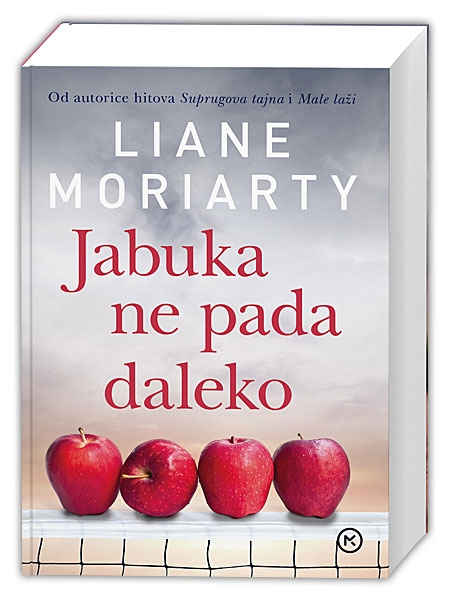 Od autorice hitova Suprugova tajna i Male laži
LIANE
MORIARTY
Jabuka
ne pada
daleko